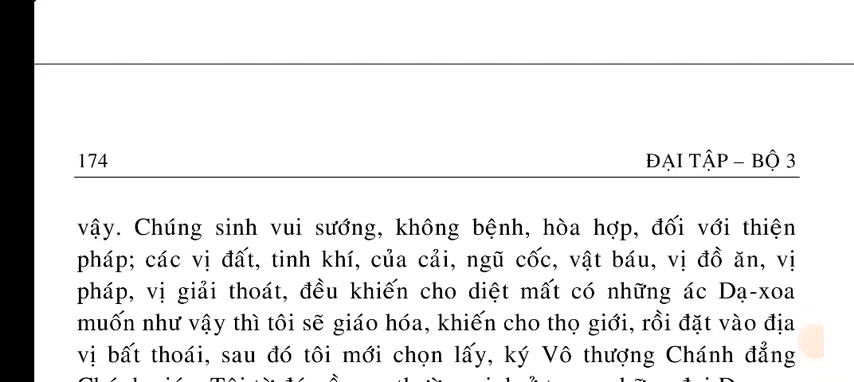 174
ĐẠI TẬP – BỘ 3
vậy. Chúng sinh vui sướng, không bệnh, hòa hợp, đối với thiện
pháp; các vị đất, tinh khí, của cải, ngũ cốc, vật báu, vị đồ ăn, vị
pháp, vị giải thoát, đều khiến cho diệt mất có những ác Dạ-xoa
muốn như vậy thì tôi sẽ giáo hóa, khiến cho thọ giới, rồi đặt vào địa
vị bất thoái, sau đó tôi mới chọn lấy, ký Vô thượng Chánh đẳng